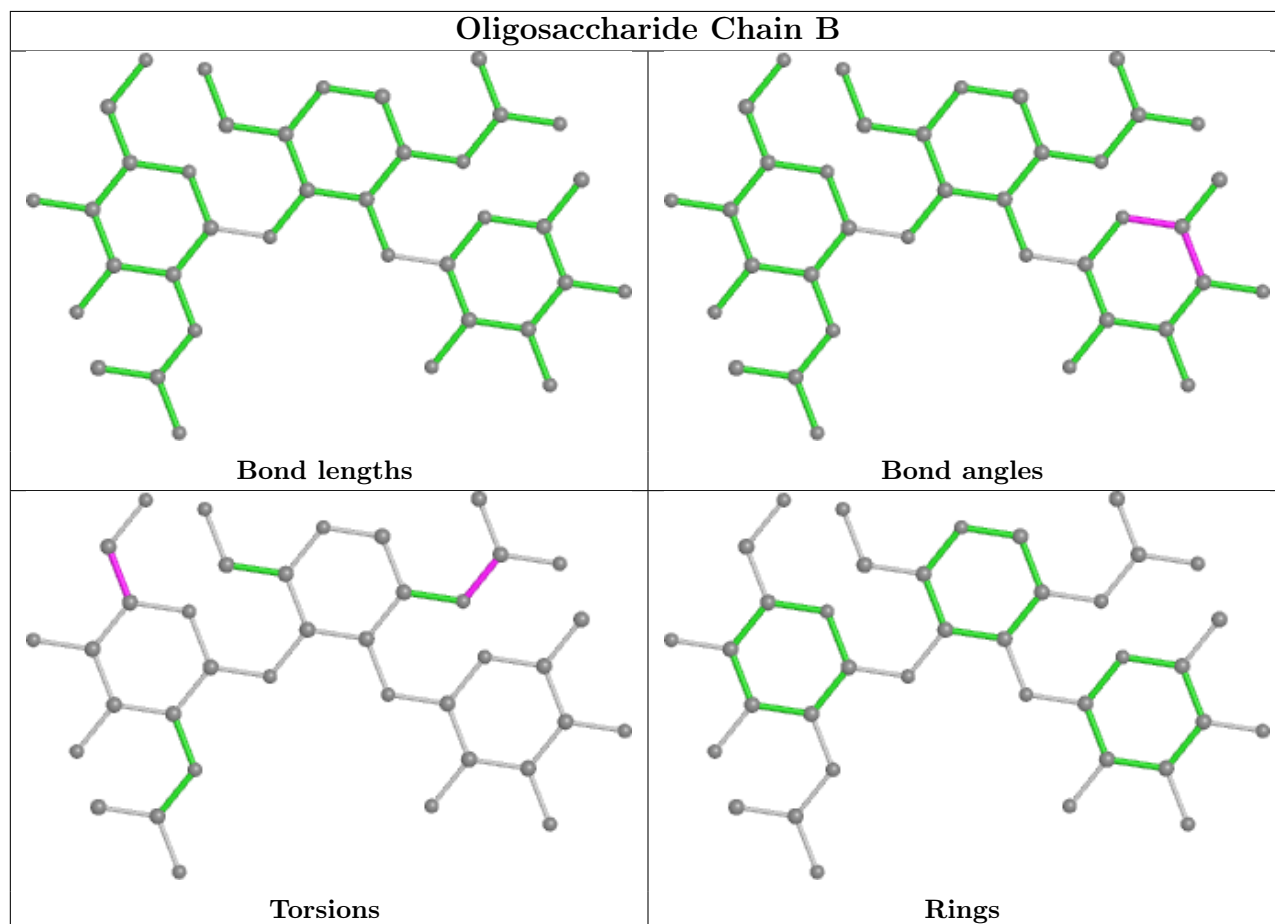 Oligosaccharide Chain B
Bond lengths
Bond angles
Torsions
Rings